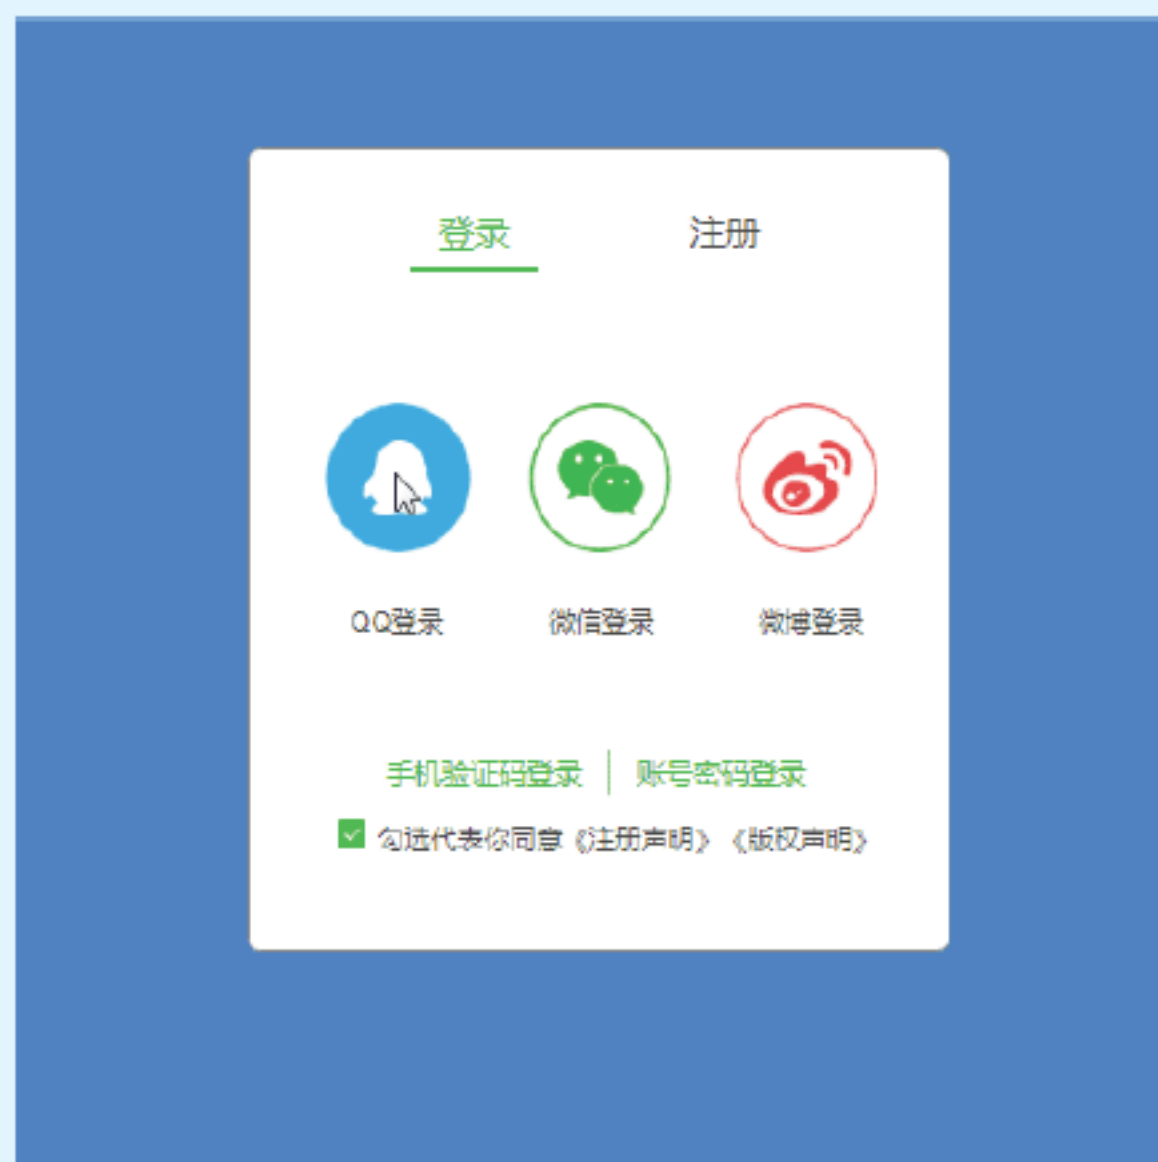 登录 注册
QQ登录 微信登录 微博登录
手机验证码登录 账号密码登录
勾选代表你同意《注册声明》《版权声明》